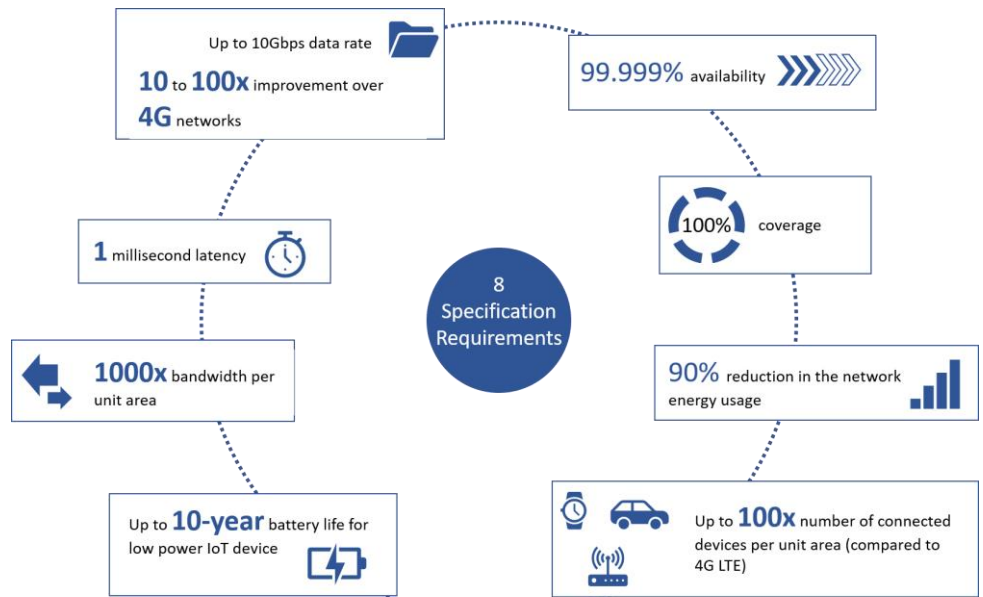 Up to 10Gbps data rate
10 to 100x improvement over
4G networks
99.999% availability
100% coverage
1 millisecond latency
8
Specification
Requirements
1000x bandwidth per
unit area
90% reduction in the network
energy usage
Up to 10-year battery life for
low power IoT device
Up to 100x number of connected
devices per unit area (compared to
4G LTE)